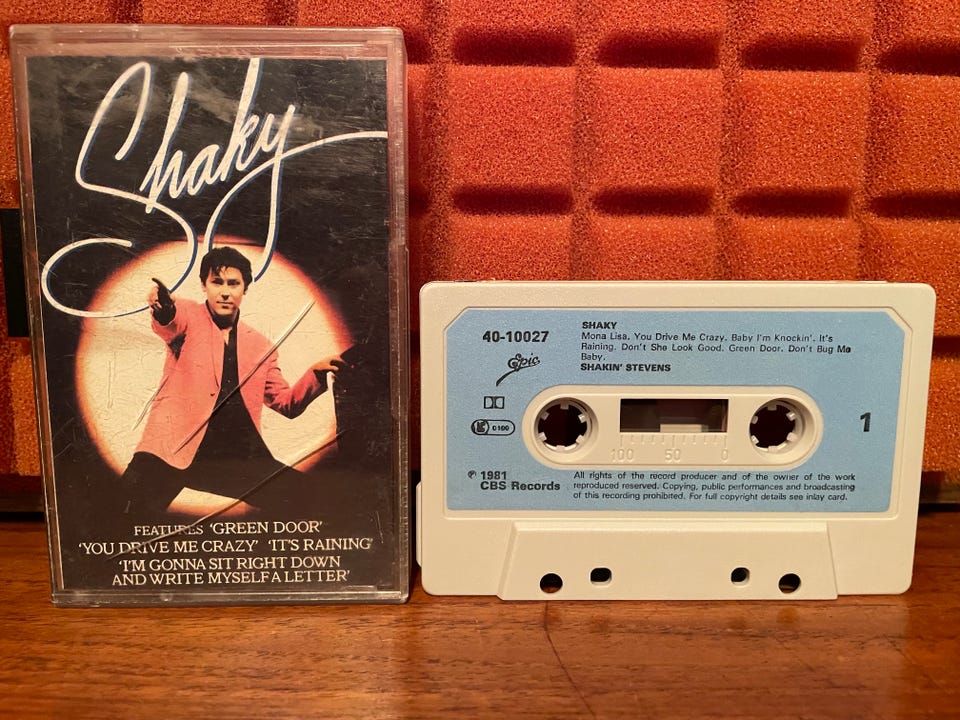 Shaky
FEATURES 'GREEN DOOR'
'YOU DRIVE ME CRAZY' 'IT'S RAINING'
'I'M GONNA SIT RIGHT DOWN
AND WRITE MYSELF A LETTER'
40-10027
Epic
SHAKY
Mona Lisa. You Drive Me Crazy. Baby I'm Knockin'. It's
Raining. Don't She Look Good. Green Door. Don't Bug Me
Baby.
SHAKIN' STEVENS
0100
100 50 0
1
℗ 1981
CBS Records
All rights of the record producer and of the owner of the work
reproduced reserved. Copying, public performances and broadcasting
of this recording prohibited. For full copyright details see inlay card.